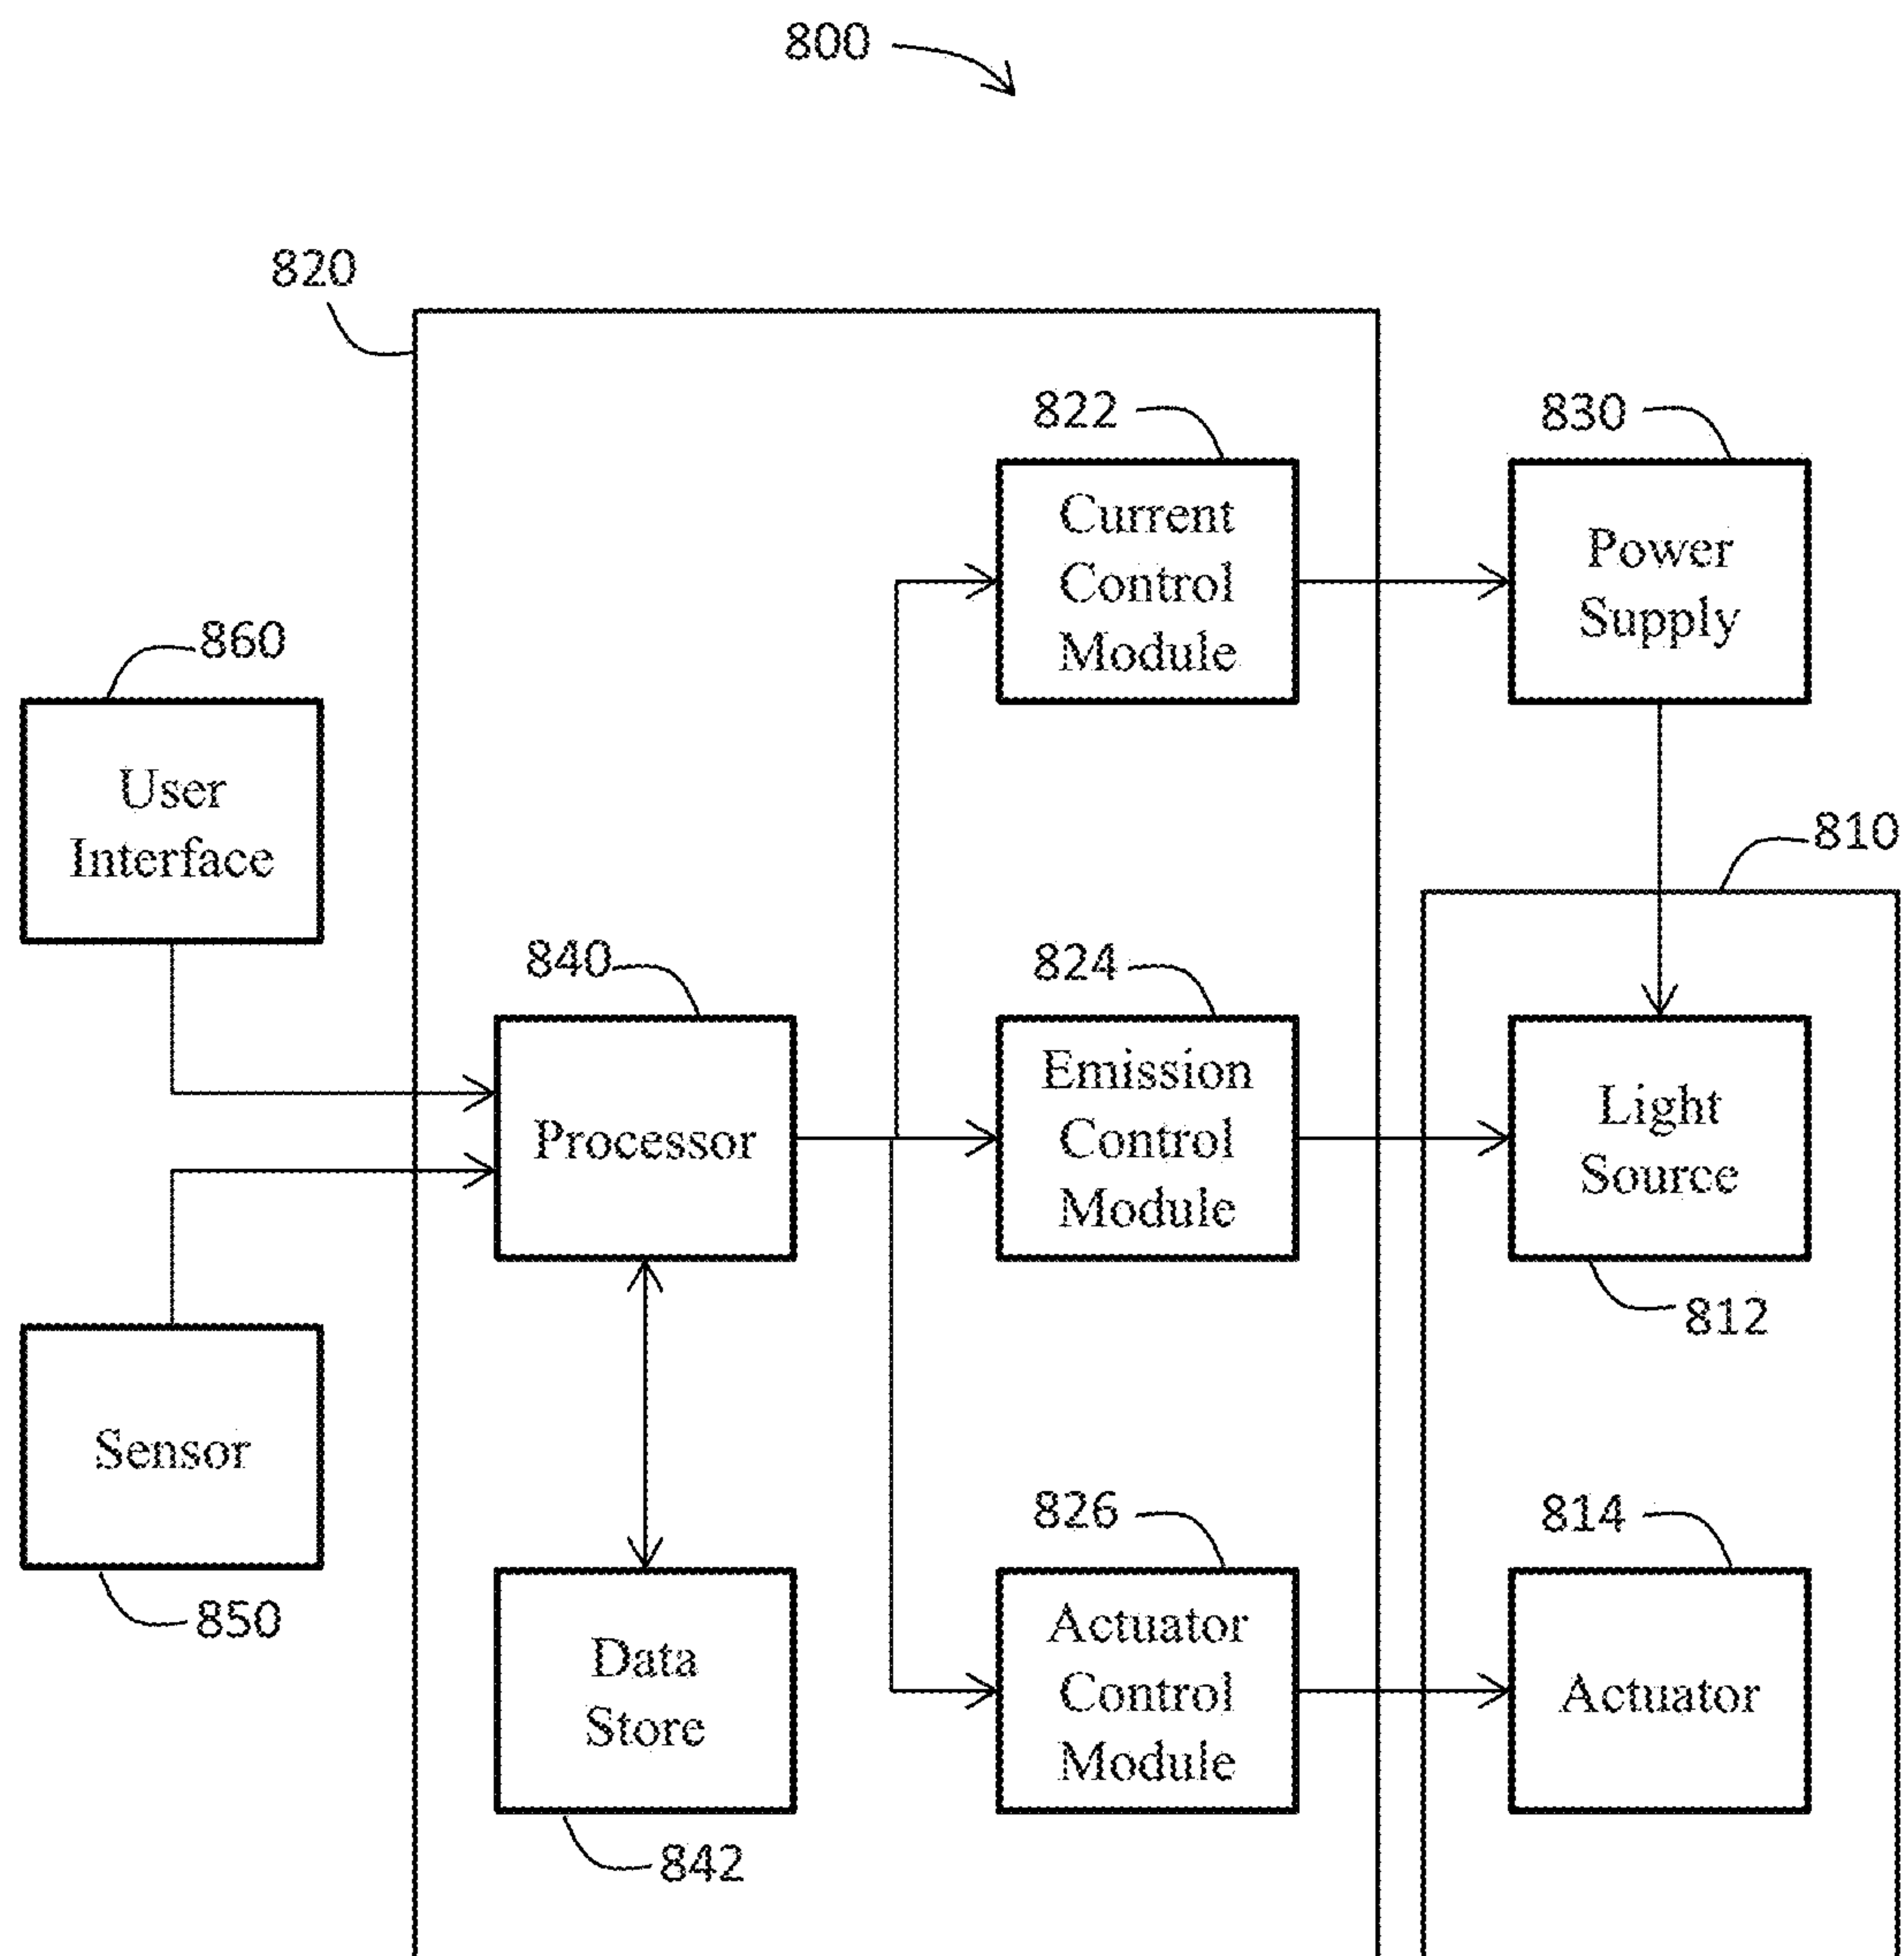 800
820
822
Current
Control
Module
830
Power
Supply
860
User
Interface
810
840
Processor
824
Emission
Control
Module
Light
Source
812
Sensor
850
Data
Store
842
826
Actuator
Control
Module
814
Actuator